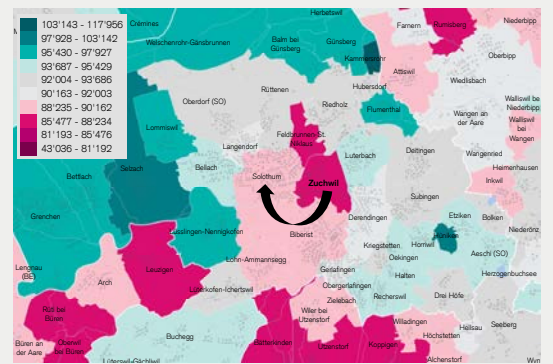 103'143 - 117'956
97'928 - 103'142
95'430 - 97'927
93'687 - 95'429
92'004 - 93'686
90'163 - 92'003
88'235 - 90'162
85'477 - 88'234
81'193 - 85'476
43'036 - 81'192
Crémines
Herbetswil
Welschenrohr-Gänsbrunnen
Balm bei
Günsberg
Günsberg
Kammersrohr
Farnern
Rumisberg
Niederbipp
Oberbipp
Attiswil
Wiedlisbach
Rüttenen
Hubersdorf
Oberdorf (SO)
Riedholz
Flumenthal
Walliswil bei
Niederbipp
Walliswil
bei
Wangen
Wangen an
der Aare
Lommiswil
Feldbrunnen-St.
Niklaus
Langendorf
Luterbach
Deitingen
Wangenried
Bellach
Selzach
Solothurn
Zuchwil
Heimenhausen
Inkwil
Bettlach
Subingen
Grenchen
Derendingen
Etziken
Bolken
Niederönz
Lüsslingen-Nennigkofen
Biberist
Kriegstetten
Horriwil
Hüniken
Oekingen
Aeschi (SO)
Lohn-Ammannsegg
Gerlafingen
Halten
Herzogenbuchsee
Lengnau
(BE)
Leuzigen
Arch
Lüterkofen-Ichertswil
Obergerlafingen
Recherswil
Drei Höfe
Zielebach
Rüti bei
Büren
Wiler bei
Utzenstorf
Willadingen
Höchstetten
Hellsau
Seeberg
Büren an
der Aare
Oberwil
bei Büren
Buchegg
Bätterkinden
Utzenstorf
Koppigen
Alchenstorf
Lüterswil-Gächliwil